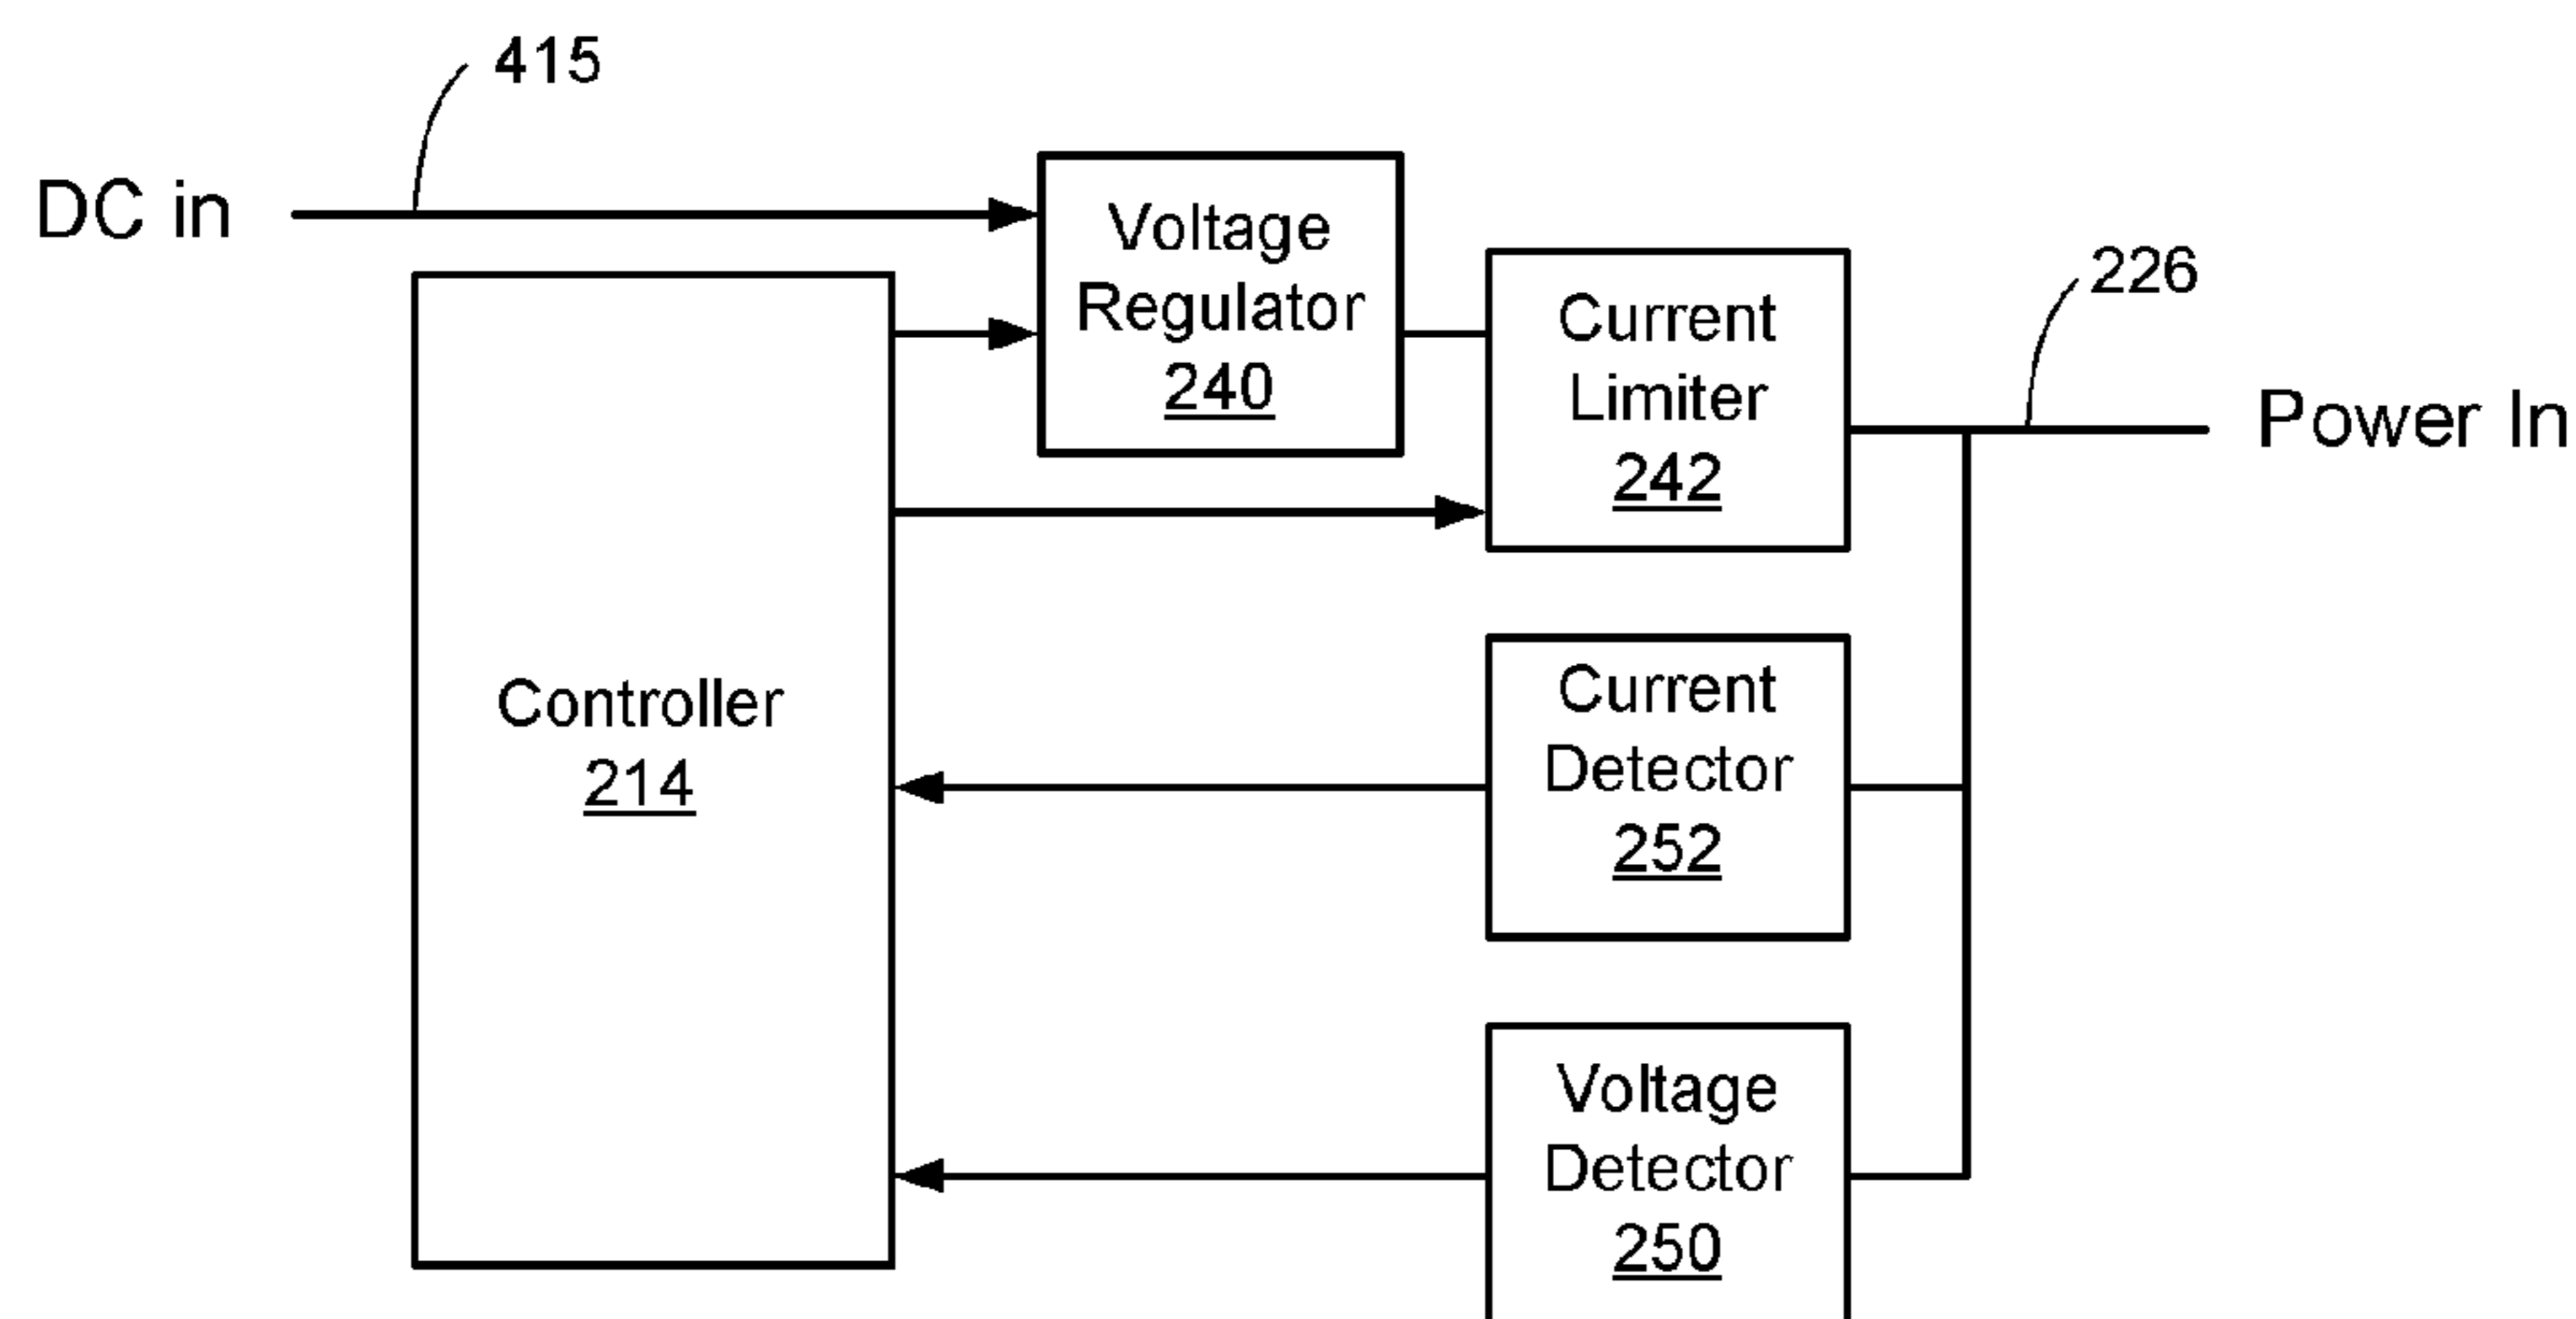 415
DC in
Voltage
Regulator
240
Current
Limiter
242
226
Power In
Controller
214
Current
Detector
252
Voltage
Detector
250